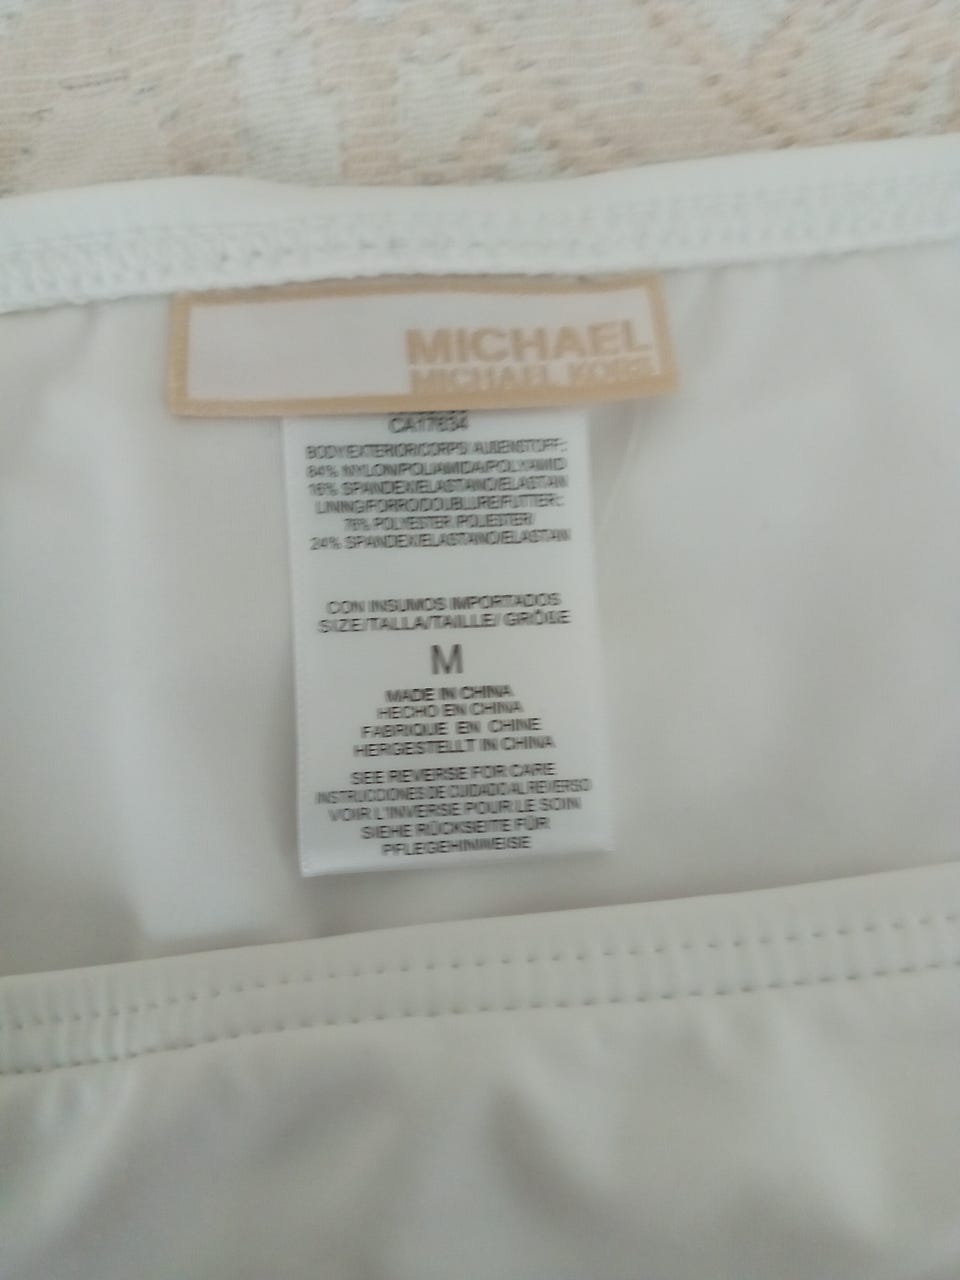 MICHAEL
MICHAEL KORS
CA17634
BODY/EXTERIOR/CORPS/ AUßENSTOFF:
84% NYLON/POLIAMIDA/POLYAMID
16% SPANDEX/ELASTANO/ELASTAN
LINING/FORRO/DOUBLURE/FUTTER:
76% POLYESTER /POLIESTER/
24% SPANDEX/ELASTANO/ELASTAN
CON INSUMOS IMPORTADOS
SIZE/TALLA/TAILLE/ GRÖßE
M
MADE IN CHINA
HECHO EN CHINA
FABRIQUE EN CHINE
HERGESTELLT IN CHINA
SEE REVERSE FOR CARE
INSTRUCCIONES DE CUIDADO AL REVERSO
VOIR L'INVERSE POUR LE SOIN
SIEHE RÜCKSEITE FÜR
PFLEGEHINWEISE